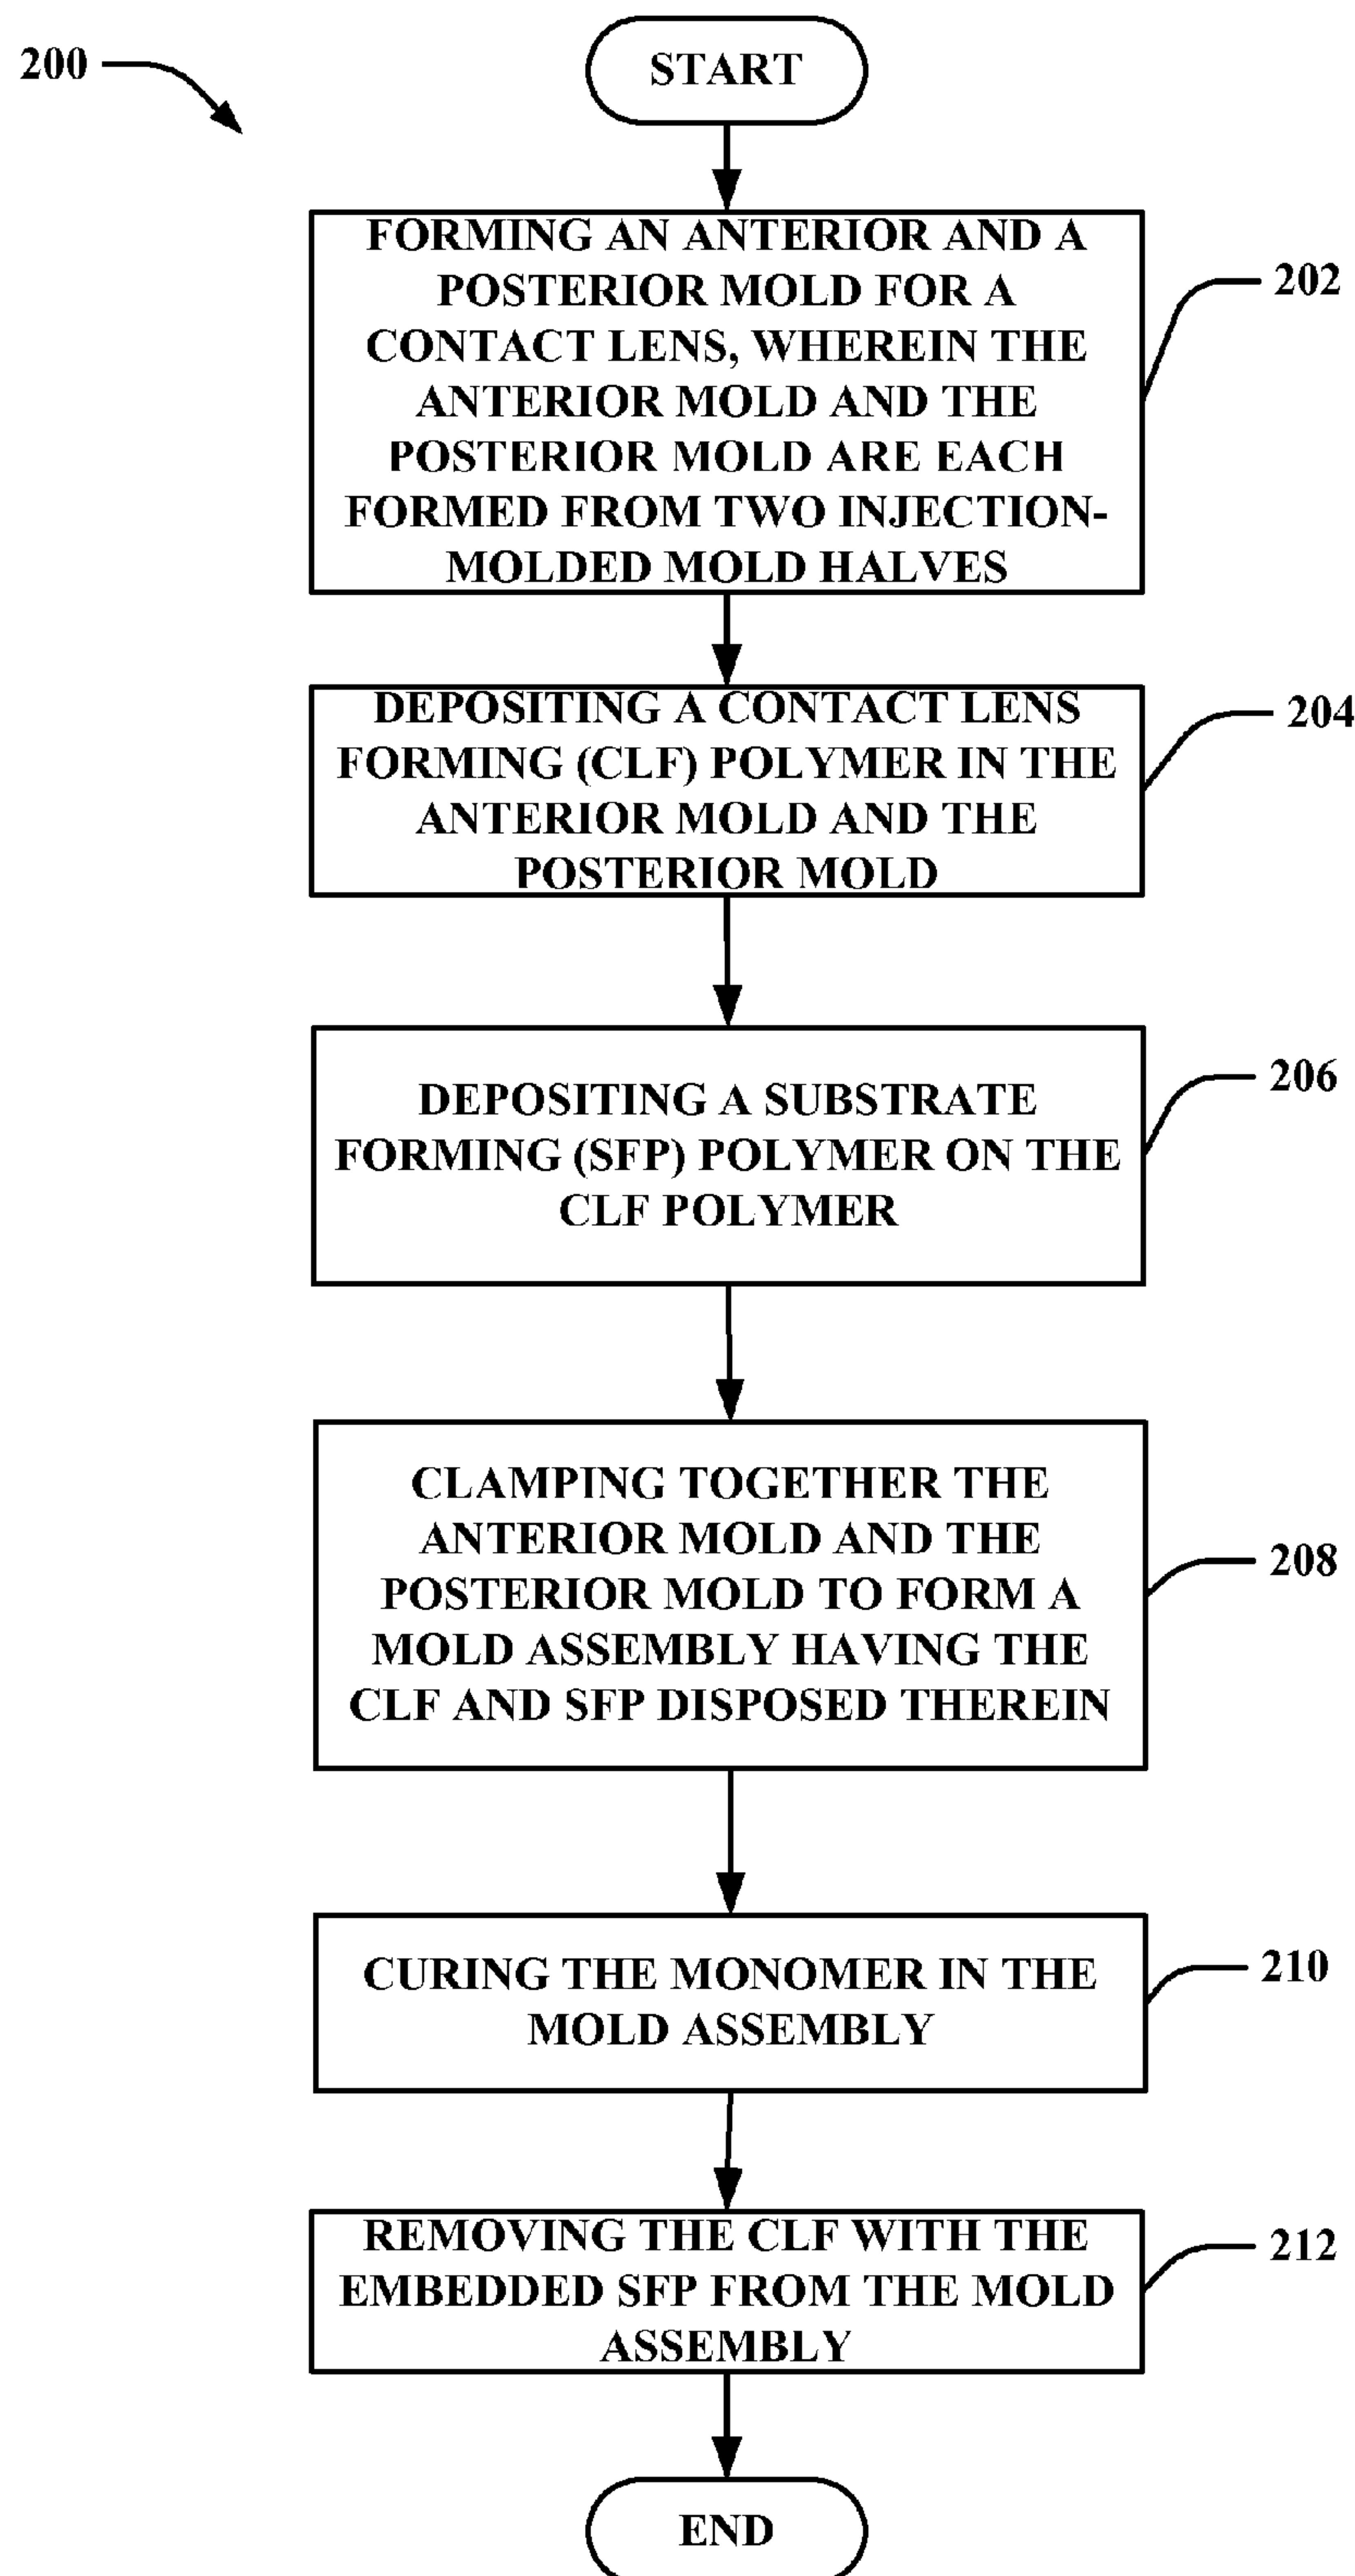 200
START
FORMING AN ANTERIOR AND A
POSTERIOR MOLD FOR A
CONTACT LENS, WHEREIN THE
ANTERIOR MOLD AND THE
POSTERIOR MOLD ARE EACH
FORMED FROM TWO INJECTION-
MOLDED MOLD HALVES
202
DEPOSITING A CONTACT LENS
FORMING (CLF) POLYMER IN THE
ANTERIOR MOLD AND THE
POSTERIOR MOLD
204
DEPOSITING A SUBSTRATE
FORMING (SFP) POLYMER ON THE
CLF POLYMER
206
CLAMPING TOGETHER THE
ANTERIOR MOLD AND THE
POSTERIOR MOLD TO FORM A
MOLD ASSEMBLY HAVING THE
CLF AND SFP DISPOSED THEREIN
208
CURING THE MONOMER IN THE
MOLD ASSEMBLY
210
REMOVING THE CLF WITH THE
EMBEDDED SFP FROM THE MOLD
ASSEMBLY
212
END